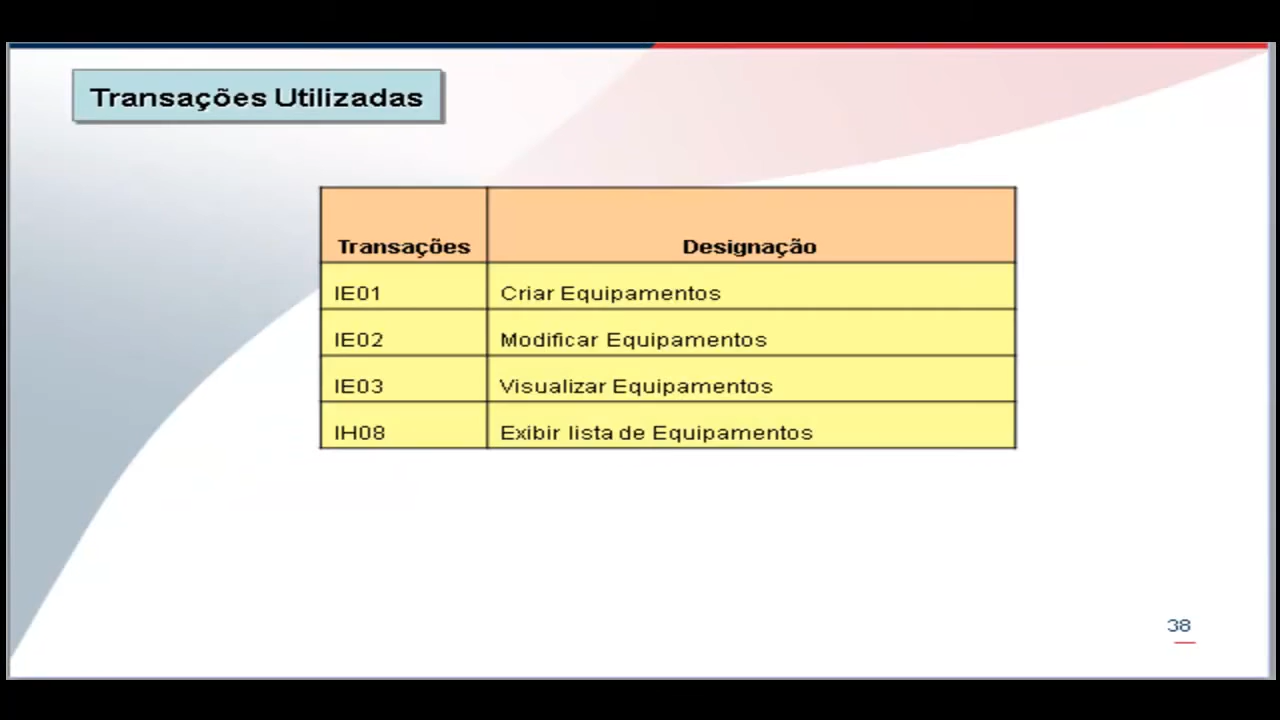 Transações Utilizadas
Transações Designação
IE01 Criar Equipamentos
IE02 Modificar Equipamentos
IE03 Visualizar Equipamentos
IH08 Exibir lista de Equipamentos
38